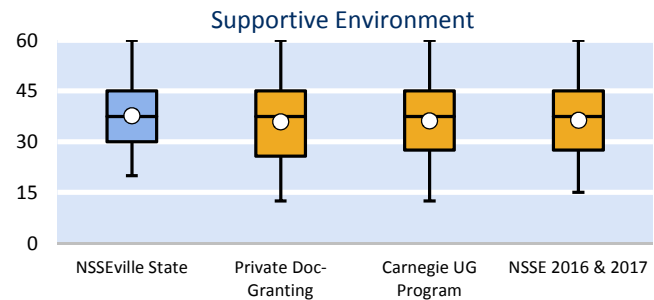 Supportive Environment
60
45
30
15
0
NSSEville State
Private Doc-
Granting
Carnegie UG
Program
NSSE 2016 & 2017